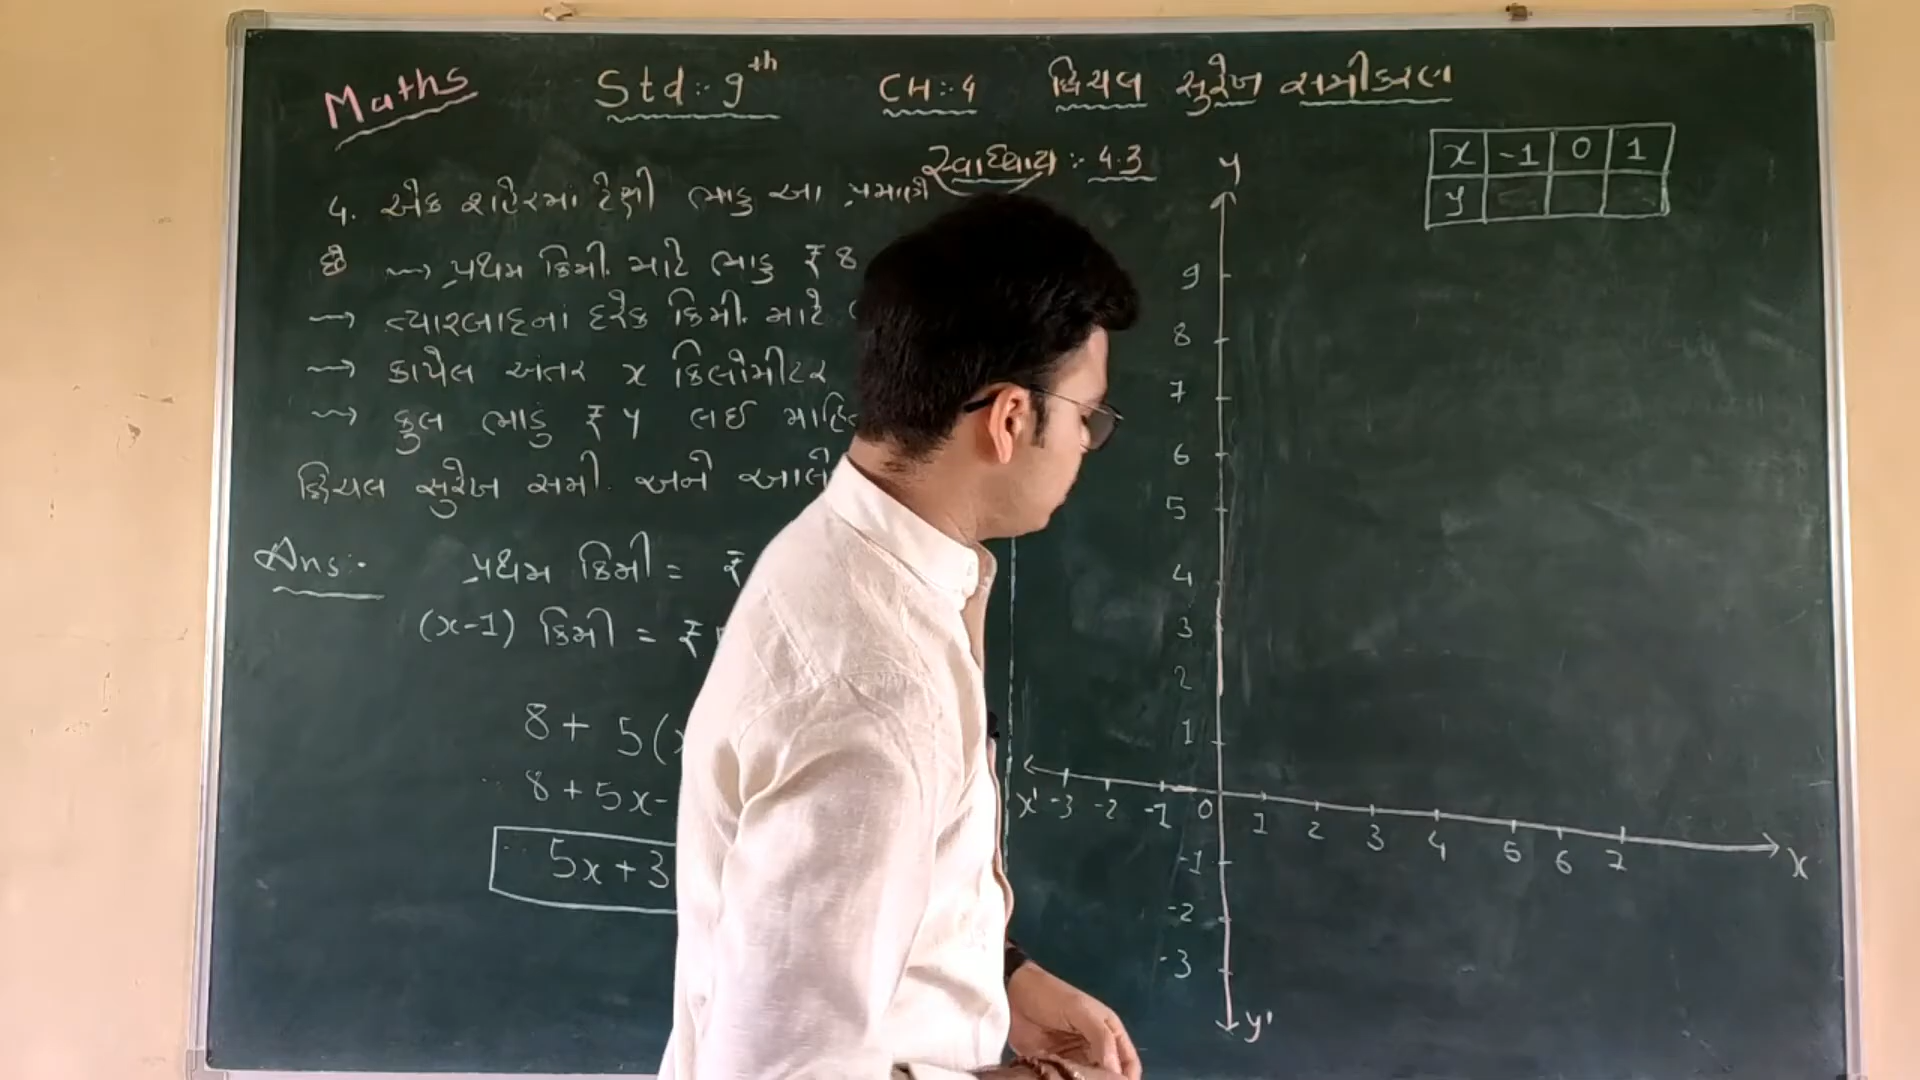 Maths Std:- 9th CH:-4 દ્વિચલ સુરેખ સમીકરણ
સ્વાધ્યાય :- 4.3
4. એક શહેરમાં ટેક્ષી ભાડુ આ પ્રમાણે
છે → પ્રથમ કિમી. માટે ભાડુ ₹ 8
→ ત્યારબાદના દરેક કિમી. માટે
→ કાપેલ અંતર x કિલોમીટર
→ કુલ ભાડું ₹ y લઈ
દ્વિચલ સુરેખ સમી. અને
Ans:- પ્રથમ કિમી = ₹
(x-1) કિમી = ₹
8 + 5(
8 + 5x-
5x + 3
x -1 0 1
y
y
9
8
7
6
5
4
3
2
1
x' -3 -2 -1 0 1 2 3 4 5 6 7 x
-1
-2
-3
y'